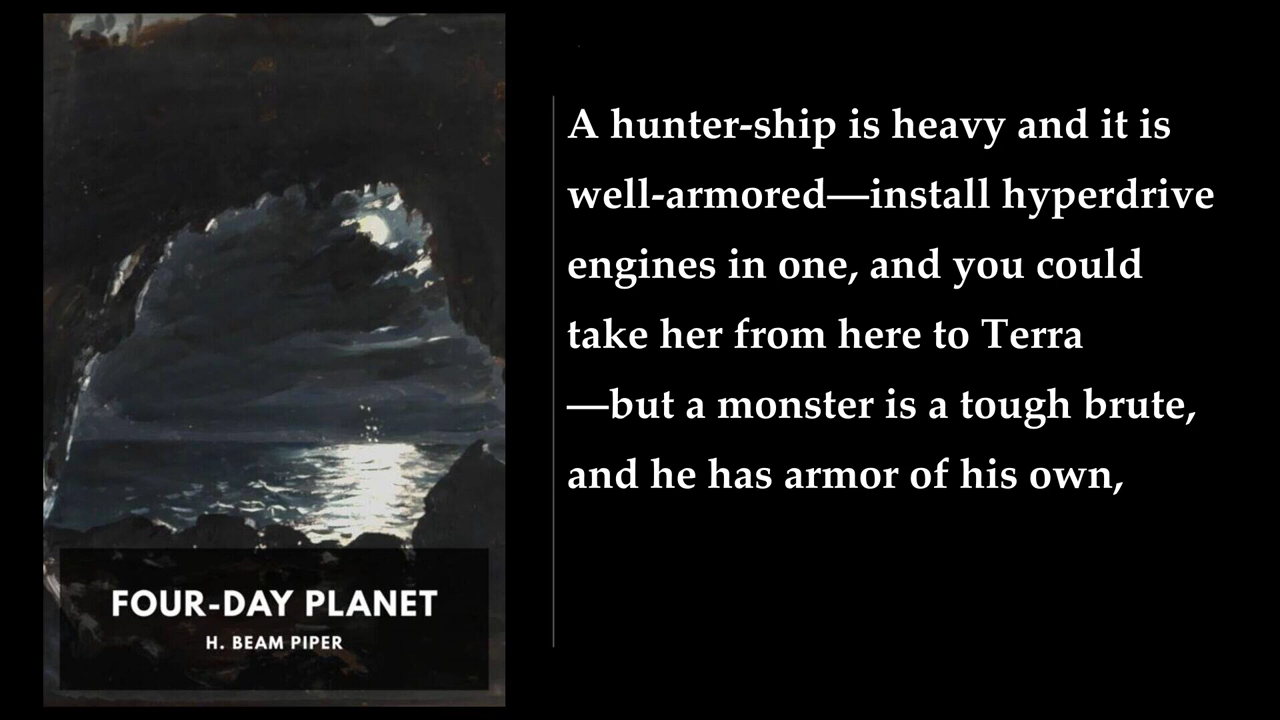 FOUR-DAY PLANET
H. BEAM PIPER
A hunter-ship is heavy and it is
well-armored—install hyperdrive
engines in one, and you could
take her from here to Terra
—but a monster is a tough brute,
and he has armor of his own,